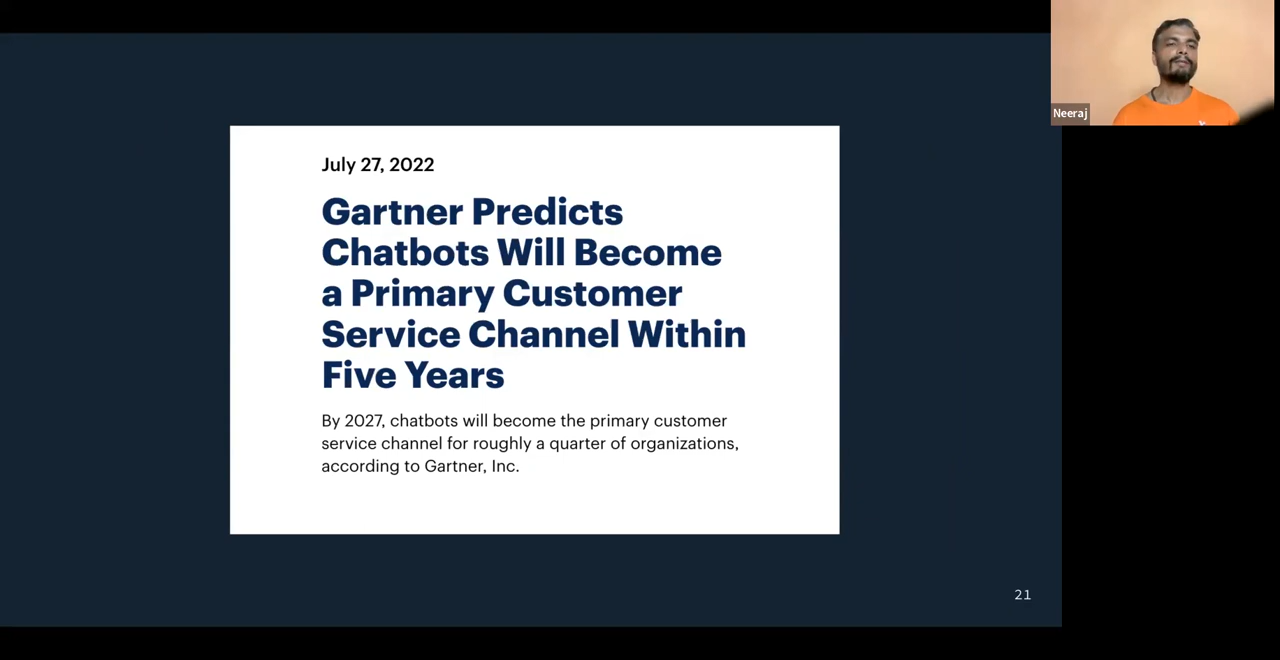 July 27, 2022
Gartner Predicts
Chatbots Will Become
a Primary Customer
Service Channel Within
Five Years
By 2027, chatbots will become the primary customer
service channel for roughly a quarter of organizations,
according to Gartner, Inc.
21
Neeraj